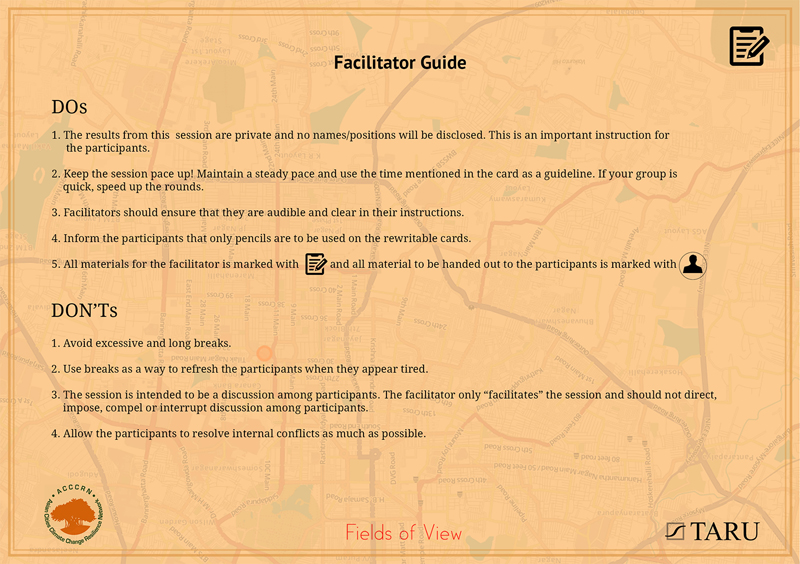 Facilitator Guide
DOs
1. The results from this session are private and no names/positions will be disclosed. This is an important instruction for
the participants.
2. Keep the session pace up! Maintain a steady pace and use the time mentioned in the card as a guideline. If your group is
quick, speed up the rounds.
3. Facilitators should ensure that they are audible and clear in their instructions.
4. Inform the participants that only pencils are to be used on the rewritable cards.
5. All materials for the facilitator is marked with and all material to be handed out to the participants is marked with
DON'Ts
1. Avoid excessive and long breaks.
2. Use breaks as a way to refresh the participants when they appear tired.
3. The session is intended to be a discussion among participants. The facilitator only “facilitates” the session and should not direct,
impose, compel or interrupt discussion among participants.
4. Allow the participants to resolve internal conflicts as much as possible.
• ACCCRN •
Asian Cities Climate Change Resilience Network
Fields of View
TARU